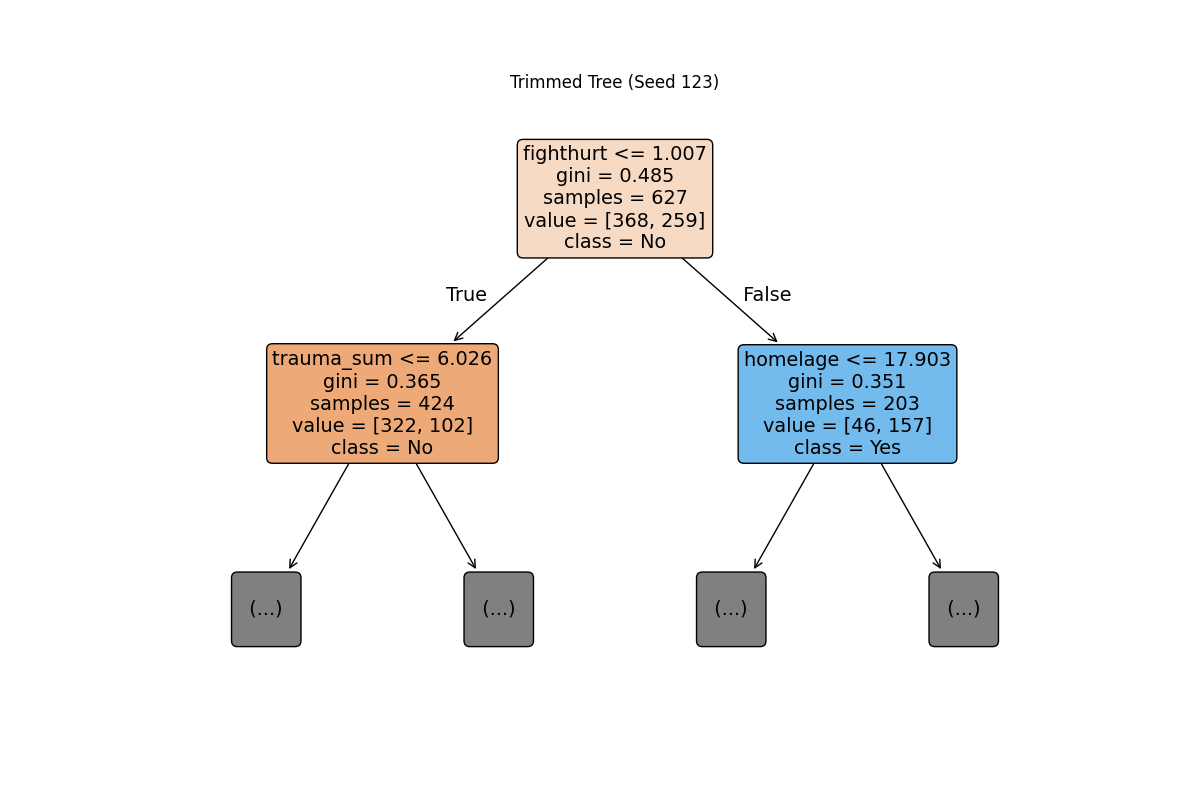 Trimmed Tree (Seed 123)
fighthurt <= 1.007
gini = 0.485
samples = 627
value = [368, 259]
class = No
True
False
trauma_sum <= 6.026
gini = 0.365
samples = 424
value = [322, 102]
class = No
homelage <= 17.903
gini = 0.351
samples = 203
value = [46, 157]
class = Yes
(...)
(...)
(...)
(...)